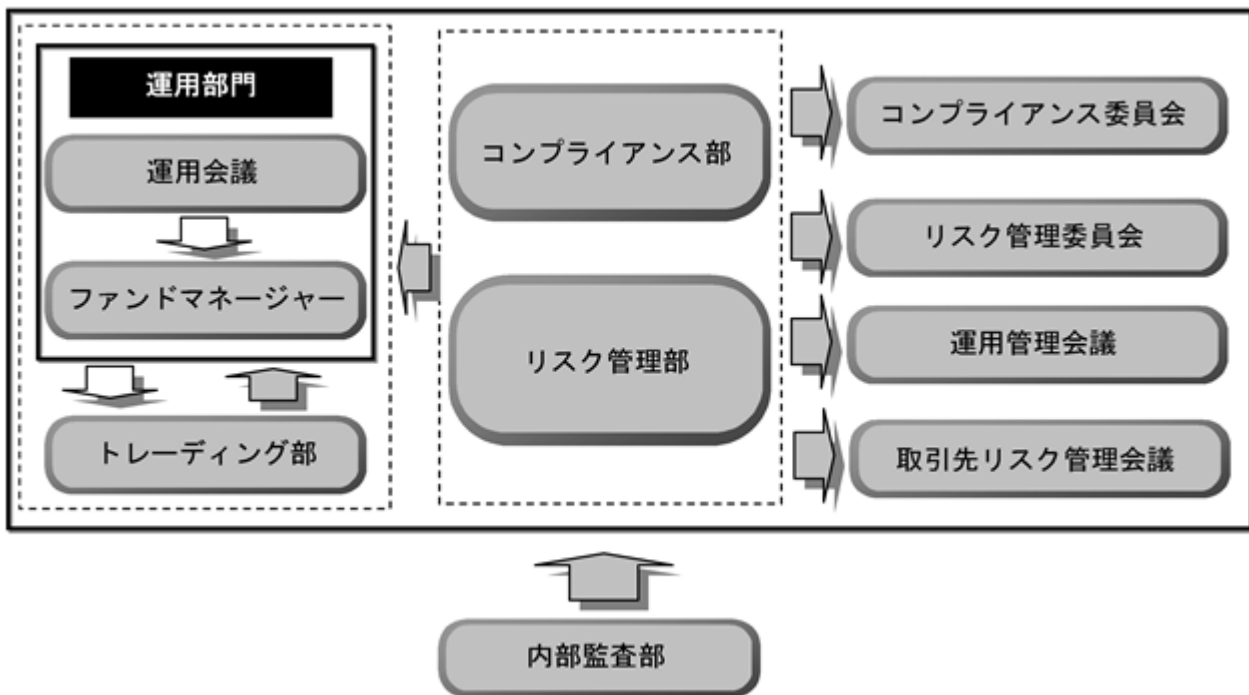 運用部門
運用会議
ファンドマネージャー
トレーディング部
コンプライアンス部
リスク管理部
コンプライアンス委員会
リスク管理委員会
運用管理会議
取引先リスク管理会議
内部監査部